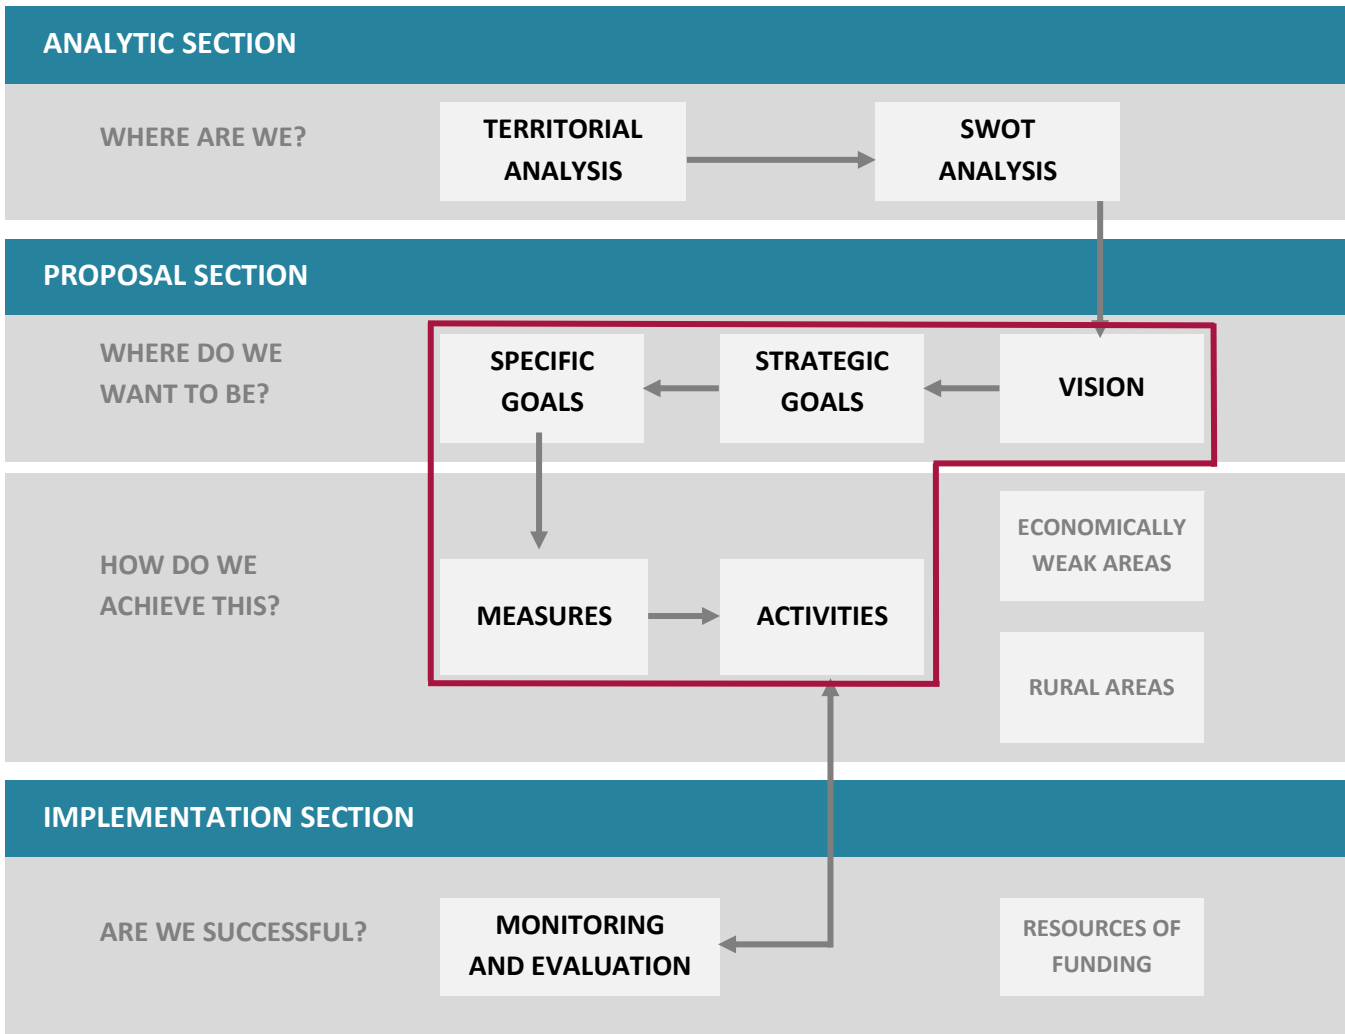 ANALYTIC SECTION
WHERE ARE WE?
TERRITORIAL
ANALYSIS
SWOT
ANALYSIS
PROPOSAL SECTION
WHERE DO WE
WANT TO BE?
SPECIFIC
GOALS
STRATEGIC
GOALS
VISION
HOW DO WE
ACHIEVE THIS?
MEASURES
ACTIVITIES
ECONOMICALLY
WEAK AREAS
RURAL AREAS
IMPLEMENTATION SECTION
ARE WE SUCCESSFUL?
MONITORING
AND EVALUATION
RESOURCES OF
FUNDING